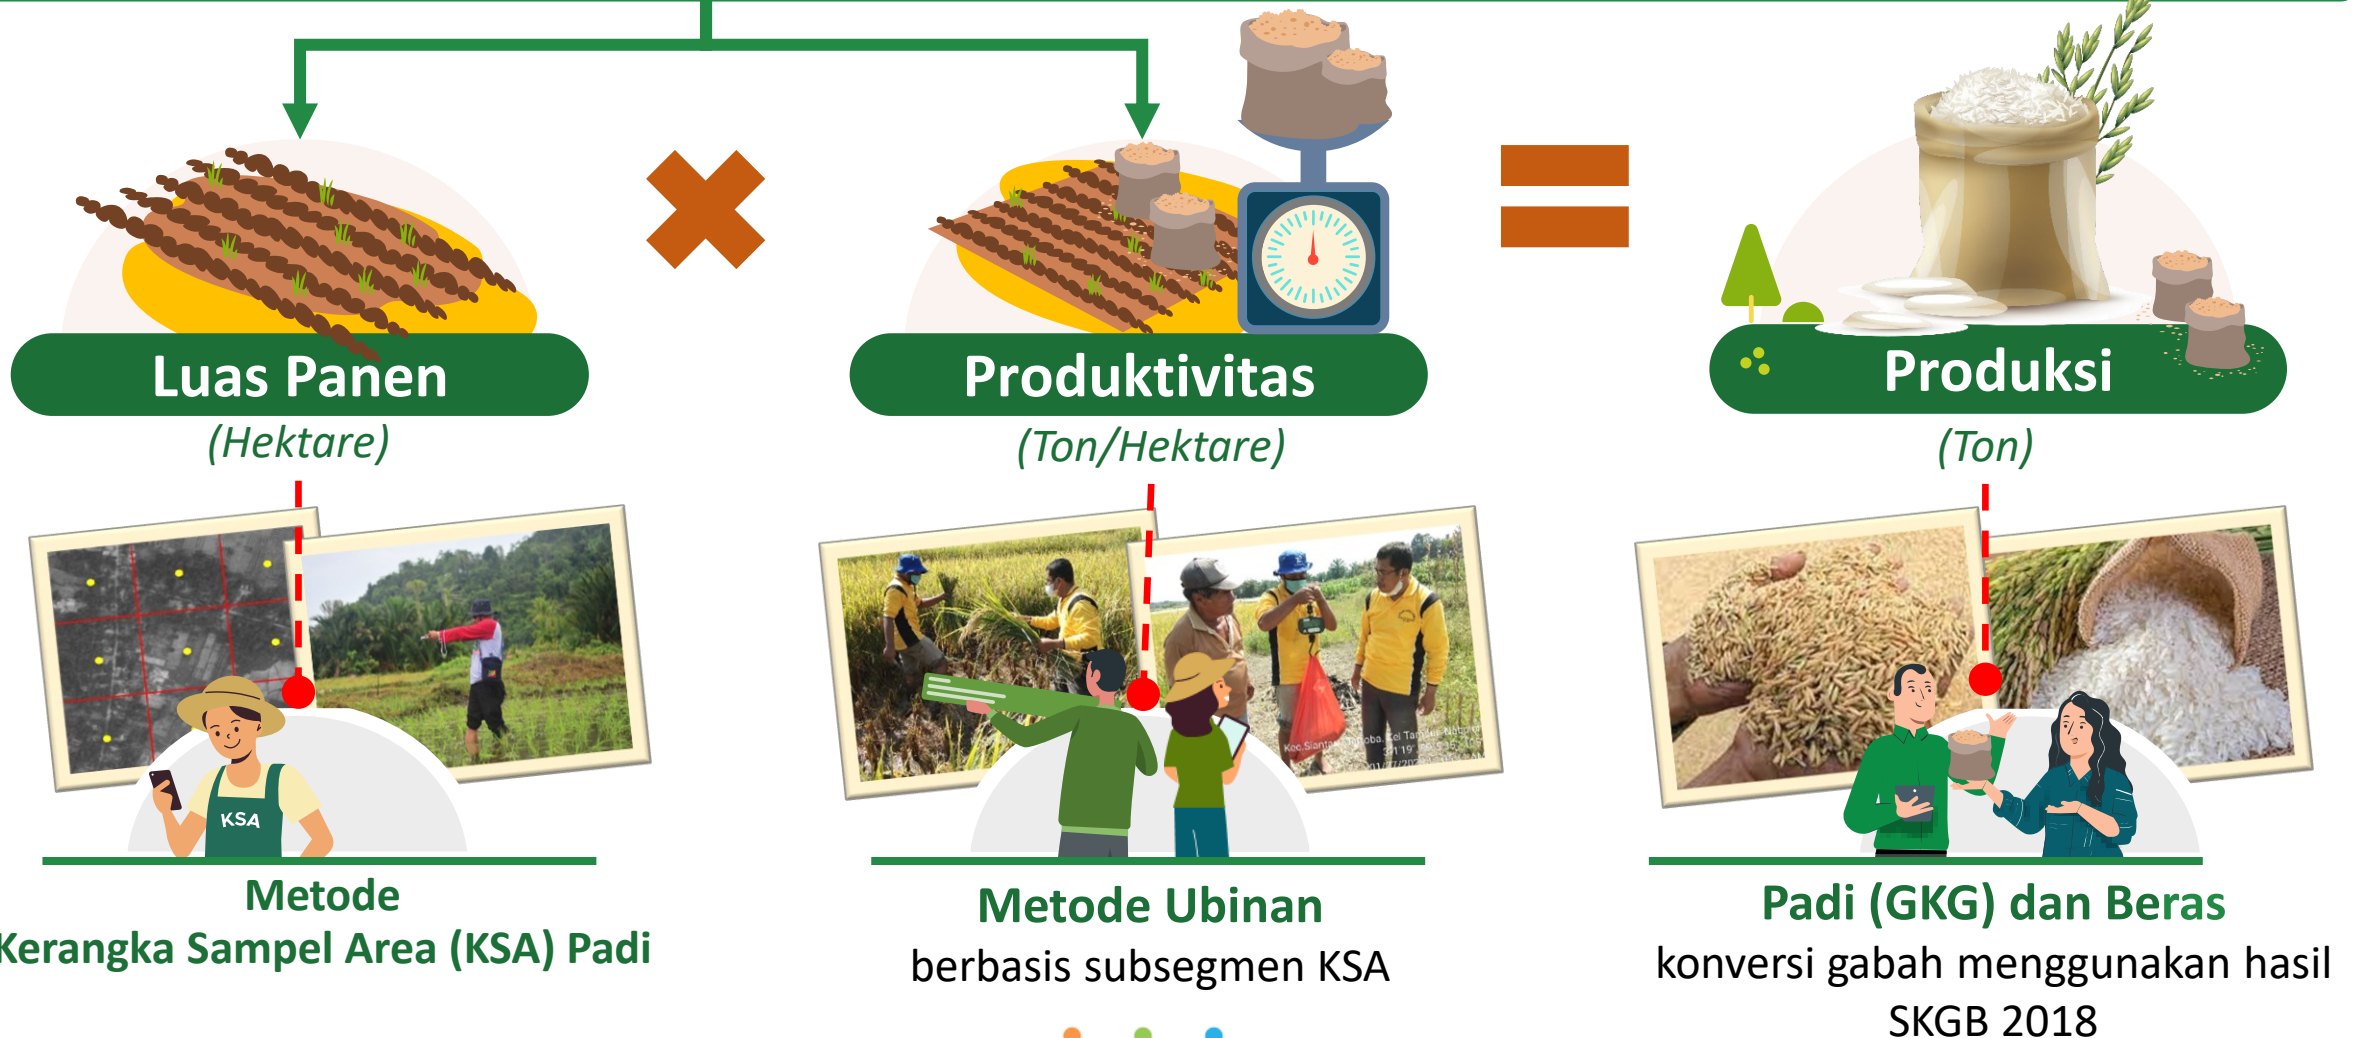 Luas Panen
(Hektare)
Produktivitas
(Ton/Hektare)
Produksi
(Ton)
KSA
Metode
Kerangka Sampel Area (KSA) Padi
Metode Ubinan
berbasis subsegmen KSA
Padi (GKG) dan Beras
konversi gabah menggunakan hasil
SKGB 2018